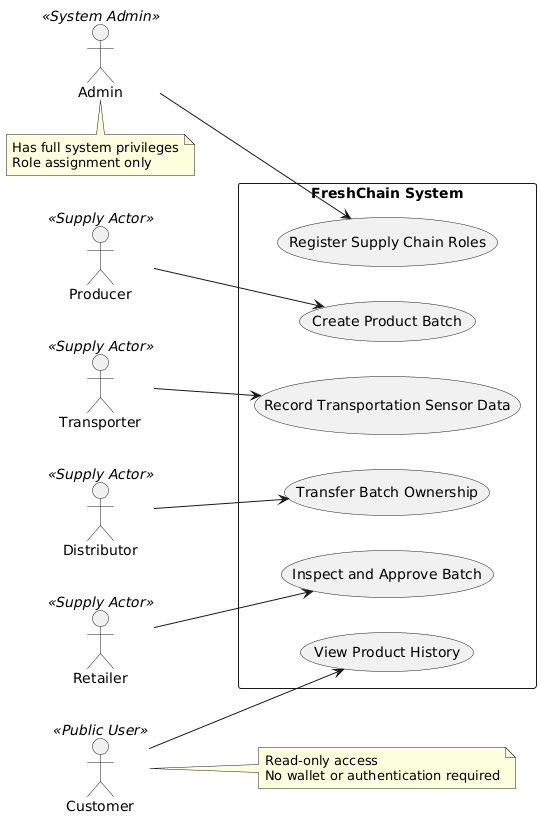 «System Admin»
Admin
Has full system privileges
Role assignment only
FreshChain System
Register Supply Chain Roles
«Supply Actor»
Producer
Create Product Batch
«Supply Actor»
Transporter
Record Transportation Sensor Data
«Supply Actor»
Distributor
Transfer Batch Ownership
«Supply Actor»
Retailer
Inspect and Approve Batch
View Product History
«Public User»
Customer
Read-only access
No wallet or authentication required